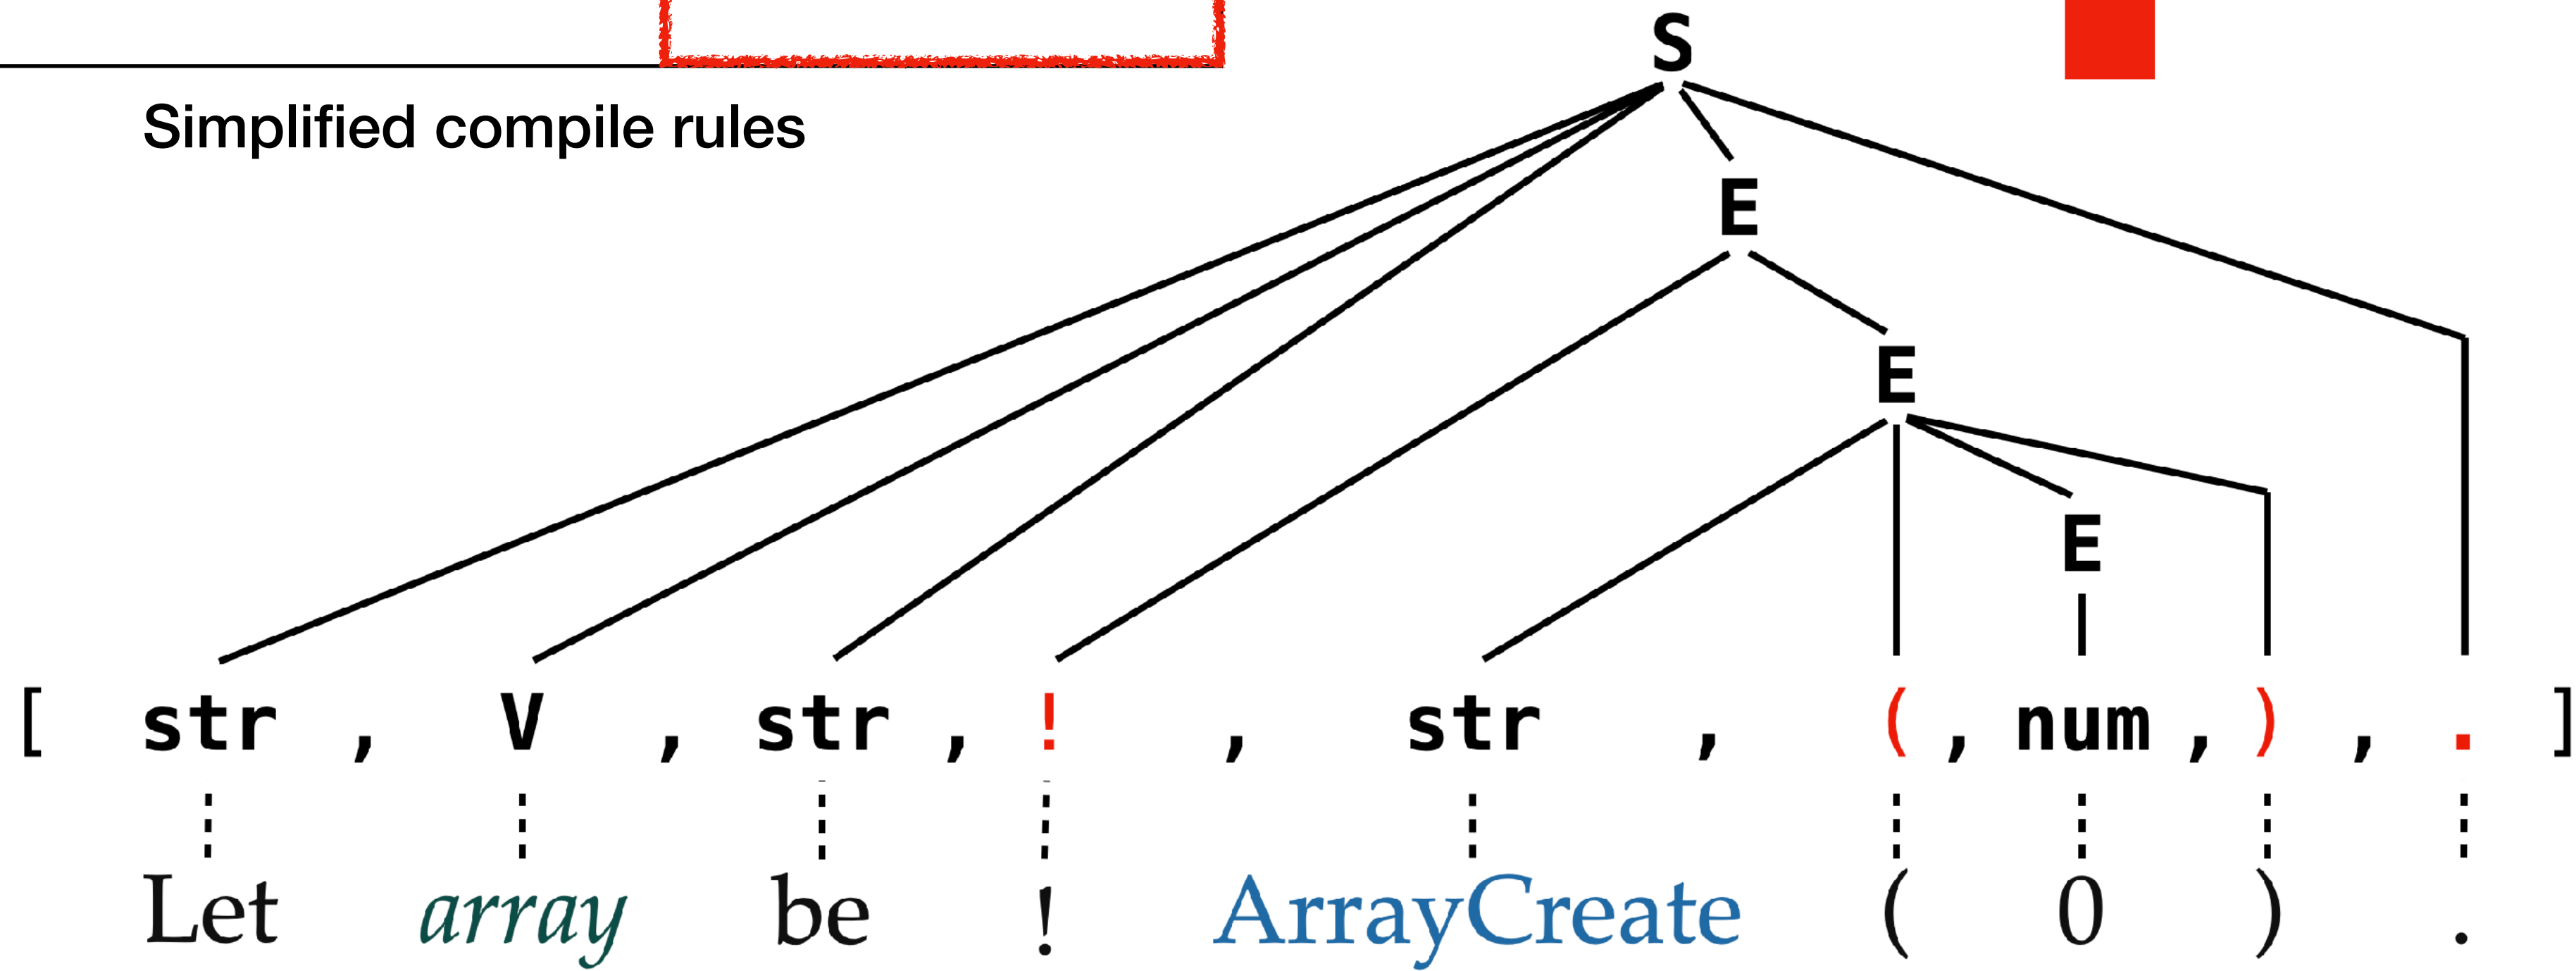 S
Simplified compile rules
E
E
E
[ str , V , str , ! , str , ( , num , ) , . ]
Let array be ! ArrayCreate ( 0 ) .